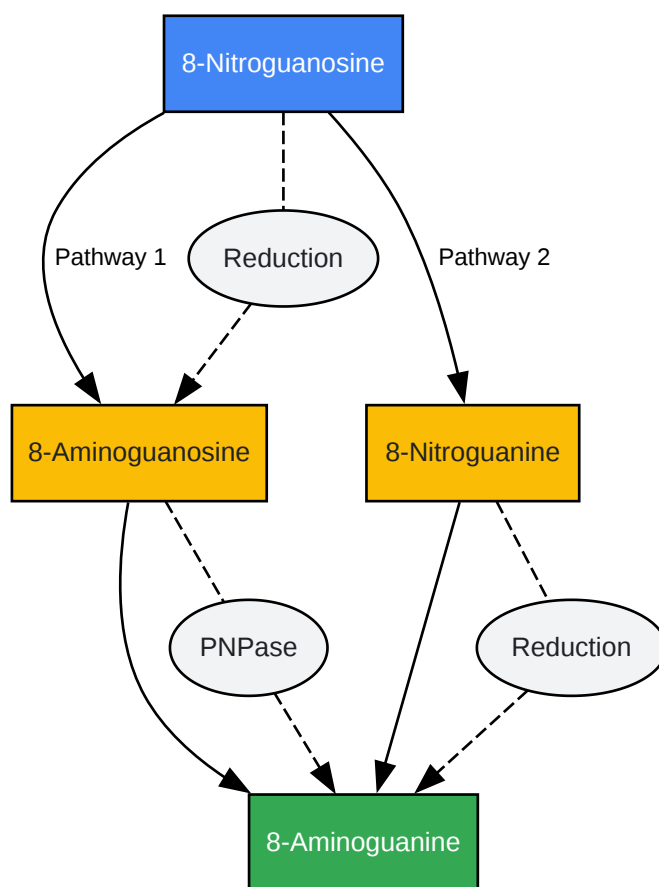 8-Nitroguanosine
Pathway 1
Reduction
Pathway 2
8-Aminoguanosine
8-Nitroguanine
PNPase
Reduction
8-Aminoguanine